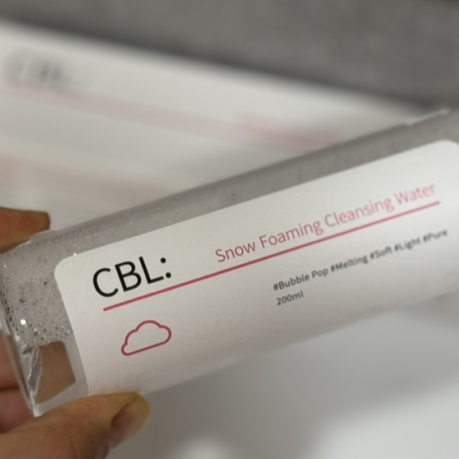 CBL: Snow Foaming Cleansing Water
#Bubble Pop #Melting #Soft #Light #Pure
200ml